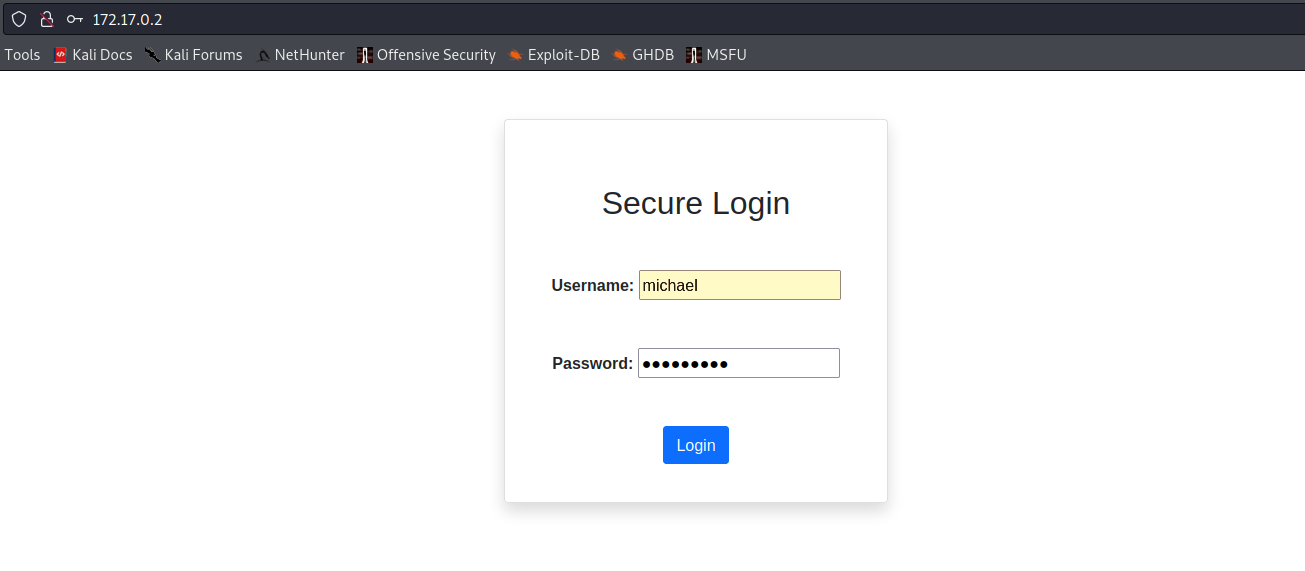 172.17.0.2
Tools Kali Docs Kali Forums NetHunter Offensive Security Exploit-DB GHDB MSFU
Secure Login
Username: michael
Password: ●●●●●●●●●
Login